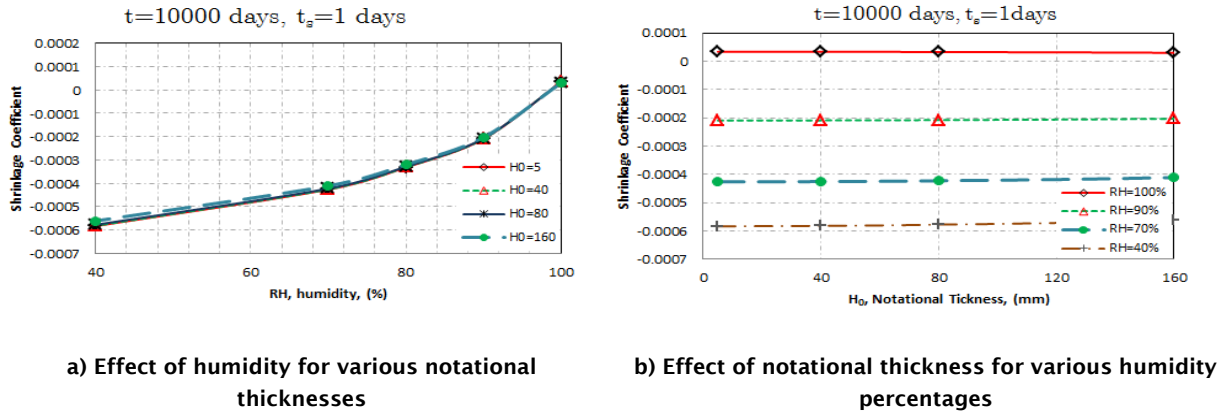 t=10000 days, tₛ=1 days
0.0002
0.0001
0
-0.0001
-0.0002
-0.0003
-0.0004
-0.0005
-0.0006
-0.0007
Shrinkage Coefficient
H0=5
H0=40
H0=80
H0=160
40
60
80
100
RH, humidity, (%)
a) Effect of humidity for various notational
thicknesses
t=10000 days, tₛ=1days
0.0001
0
-0.0001
-0.0002
-0.0003
-0.0004
-0.0005
-0.0006
-0.0007
Shrinkage Coefficient
RH=100%
RH=90%
RH=70%
RH=40%
0
40
80
120
160
H₀, Notational Tickness, (mm)
b) Effect of notational thickness for various humidity
percentages